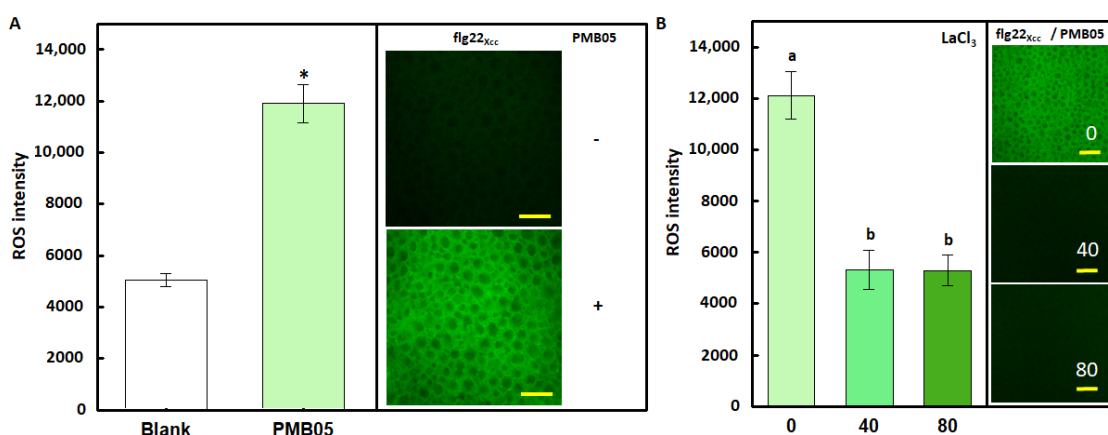 A
14,000
12,000
10,000
8000
6000
4000
2000
0
ROS intensity
*
Blank
PMB05
flg22Xcc
PMB05
-
+
B
14,000
12,000
10,000
8000
6000
4000
2000
0
ROS intensity
LaCl3
a
b
b
0
40
80
flg22Xcc / PMB05
0
40
80